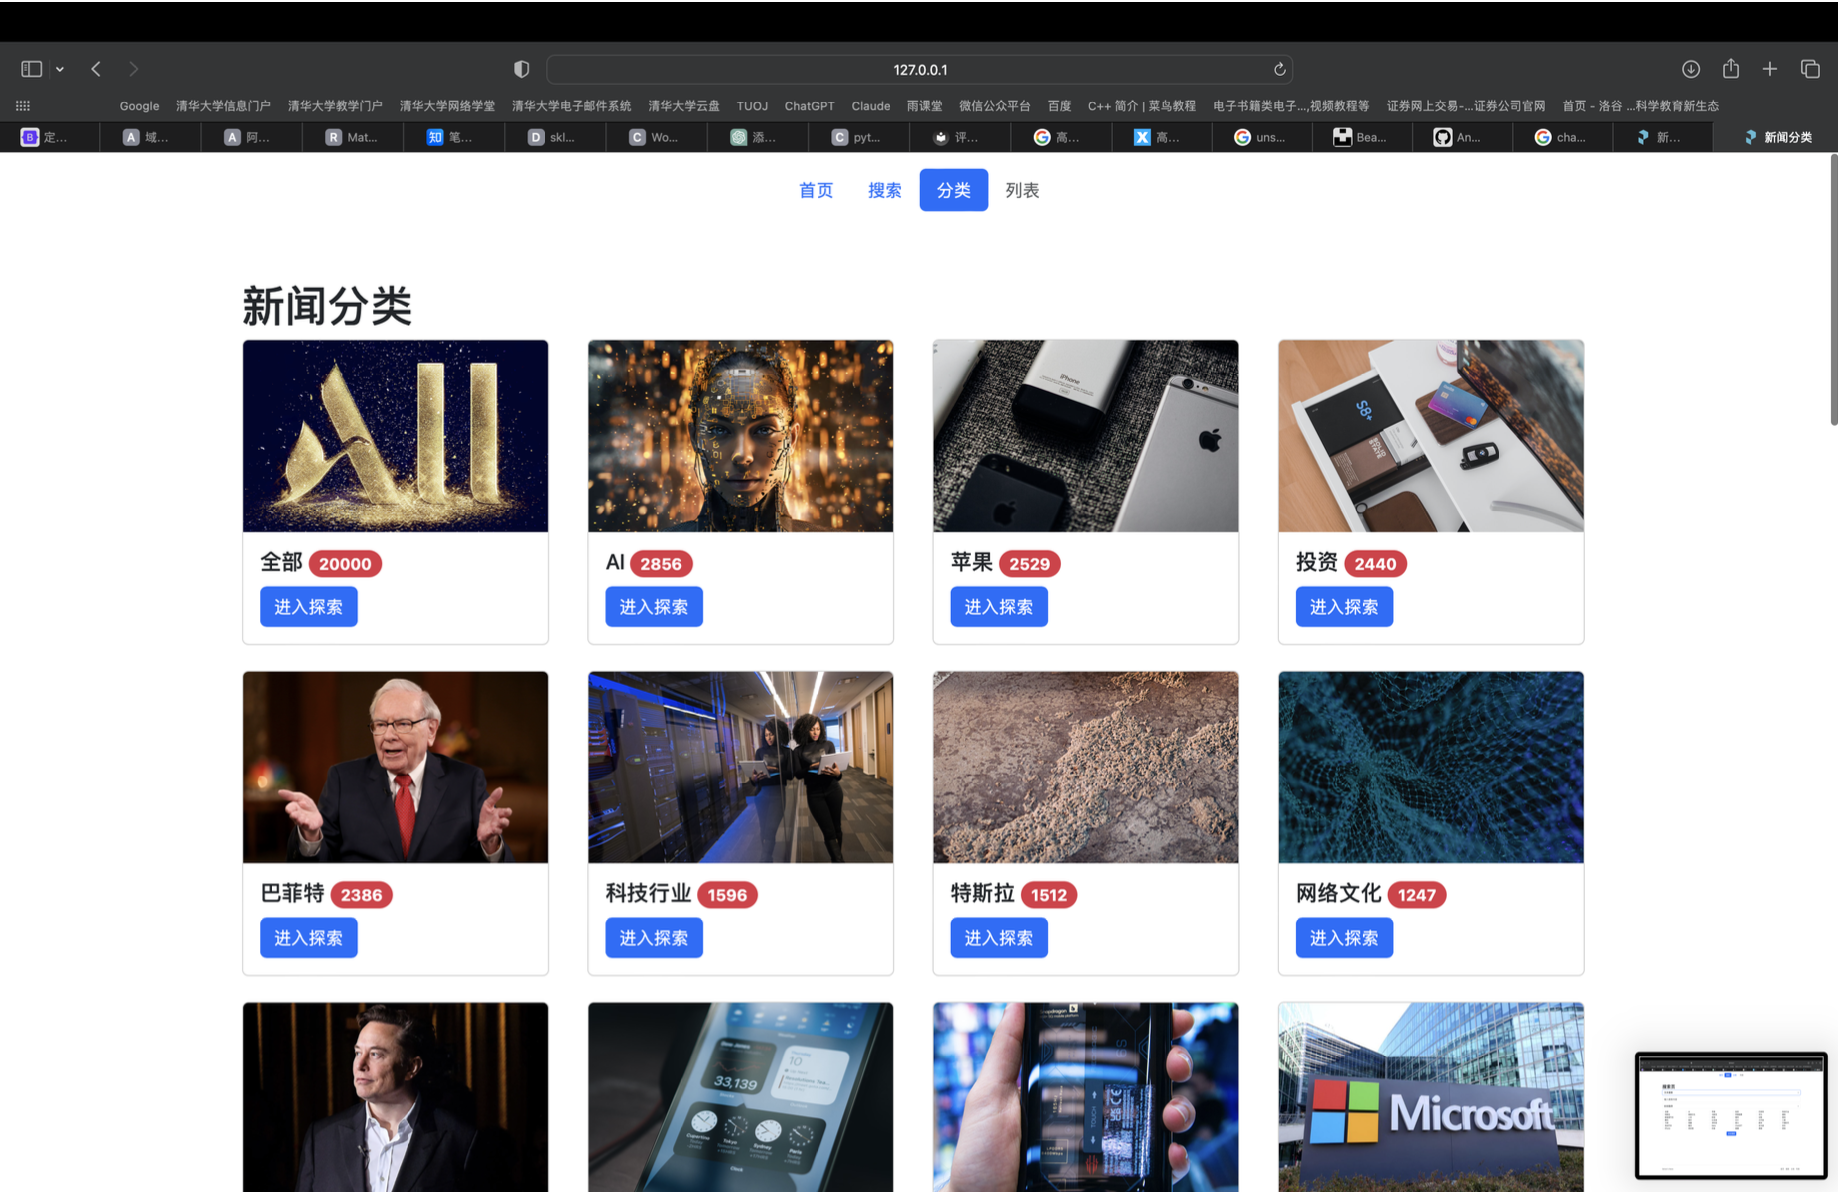 127.0.0.1
Google 清华大学信息门户 清华大学教学门户 清华大学网络学堂 清华大学电子邮件系统 清华大学云盘 TUOJ ChatGPT Claude 雨课堂 微信公众平台 百度 C++ 简介 | 菜鸟教程 电子书籍类电子...,视频教程等 证券网上交易-...证券公司官网 首页 - 洛谷 ...科学教育新生态
B 定... A 域... A 阿... R Mat... 知 笔... D skl... C Wo... 添... C pyt... 评... 高... 高... uns... Bea... An... cha... 新... 新闻分类
首页 搜索 分类 列表
新闻分类
All
iPhone
S8+
全部 20000
AI 2856
苹果 2529
投资 2440
进入探索 进入探索 进入探索 进入探索
巴菲特 2386
科技行业 1596
特斯拉 1512
网络文化 1247
进入探索 进入探索 进入探索 进入探索
33,139
10
Clock
Snapdragon
Microsoft